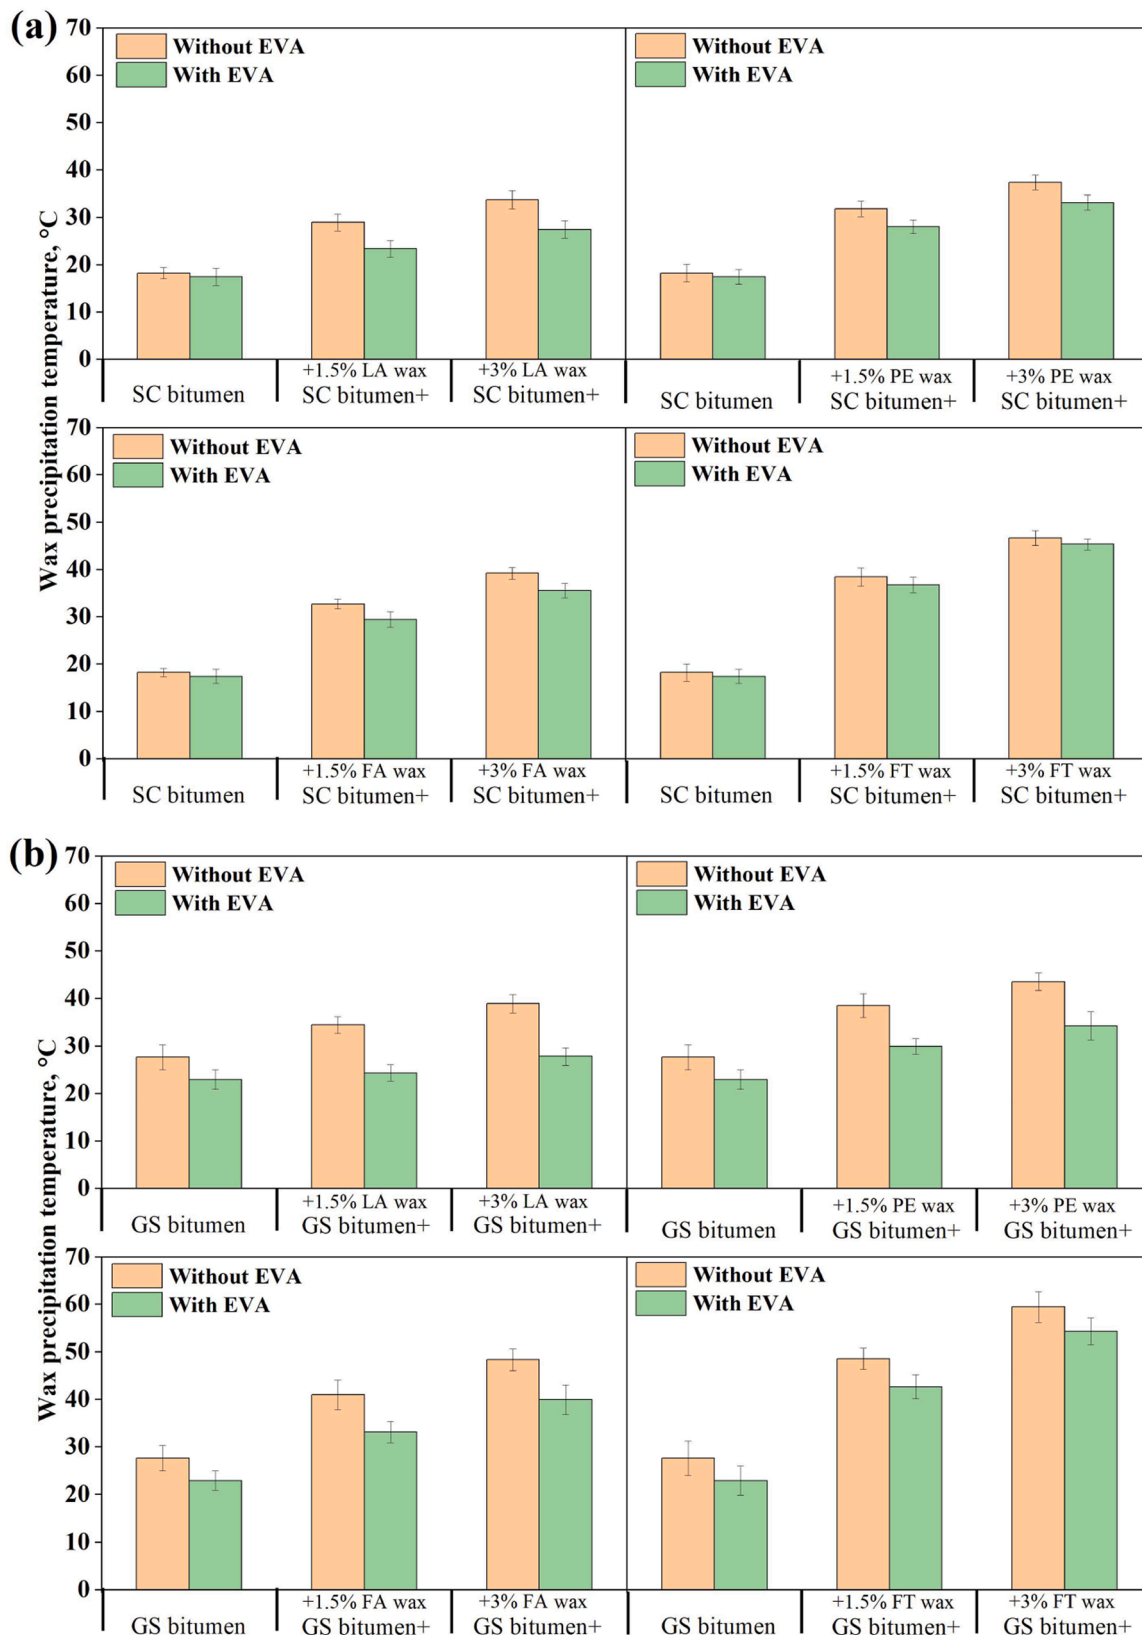 (a)
Wax precipitation temperature, °C
70
60
50
40
30
20
10
0
Without EVA
With EVA
SC bitumen
+1.5% LA wax
SC bitumen+
+3% LA wax
SC bitumen+
Without EVA
With EVA
SC bitumen
+1.5% PE wax
SC bitumen+
+3% PE wax
SC bitumen+
70
60
50
40
30
20
10
0
Without EVA
With EVA
SC bitumen
+1.5% FA wax
SC bitumen+
+3% FA wax
SC bitumen+
Without EVA
With EVA
SC bitumen
+1.5% FT wax
SC bitumen+
+3% FT wax
SC bitumen+
(b)
Wax precipitation temperature, °C
70
60
50
40
30
20
10
0
Without EVA
With EVA
GS bitumen
+1.5% LA wax
GS bitumen+
+3% LA wax
GS bitumen+
Without EVA
With EVA
GS bitumen
+1.5% PE wax
GS bitumen+
+3% PE wax
GS bitumen+
70
60
50
40
30
20
10
0
Without EVA
With EVA
GS bitumen
+1.5% FA wax
GS bitumen+
+3% FA wax
GS bitumen+
Without EVA
With EVA
GS bitumen
+1.5% FT wax
GS bitumen+
+3% FT wax
GS bitumen+